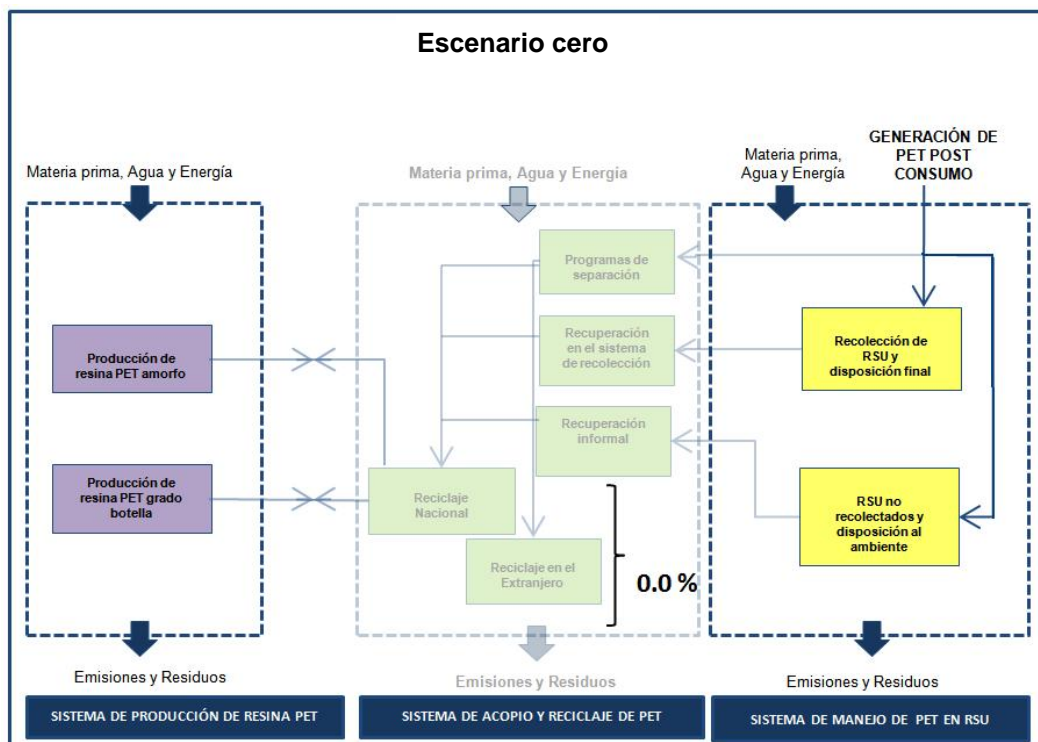 Escenario cero
Materia prima, Agua y Energía
Materia prima, Agua y Energia
Materia prima,
Agua y Energía
GENERACIÓN DE
PET POST
CONSUMO
Programas de
separación
Recuperación
en el sistema
de recolección
Recuperación
informal
Reciclaje
Nacional
Reciclaje en el
Extranjero
0.0 %
Producción de
resina PET amorfo
Producción de
resina PET grado
botella
Recolección de
RSU y
disposición final
RSU no
recolectados y
disposición al
ambiente
Emisiones y Residuos
Emisiones y Residuos
Emisiones y Residuos
SISTEMA DE PRODUCCIÓN DE RESINA PET
SISTEMA DE ACOPIO Y RECICLAJE DE PET
SISTEMA DE MANEJO DE PET EN RSU